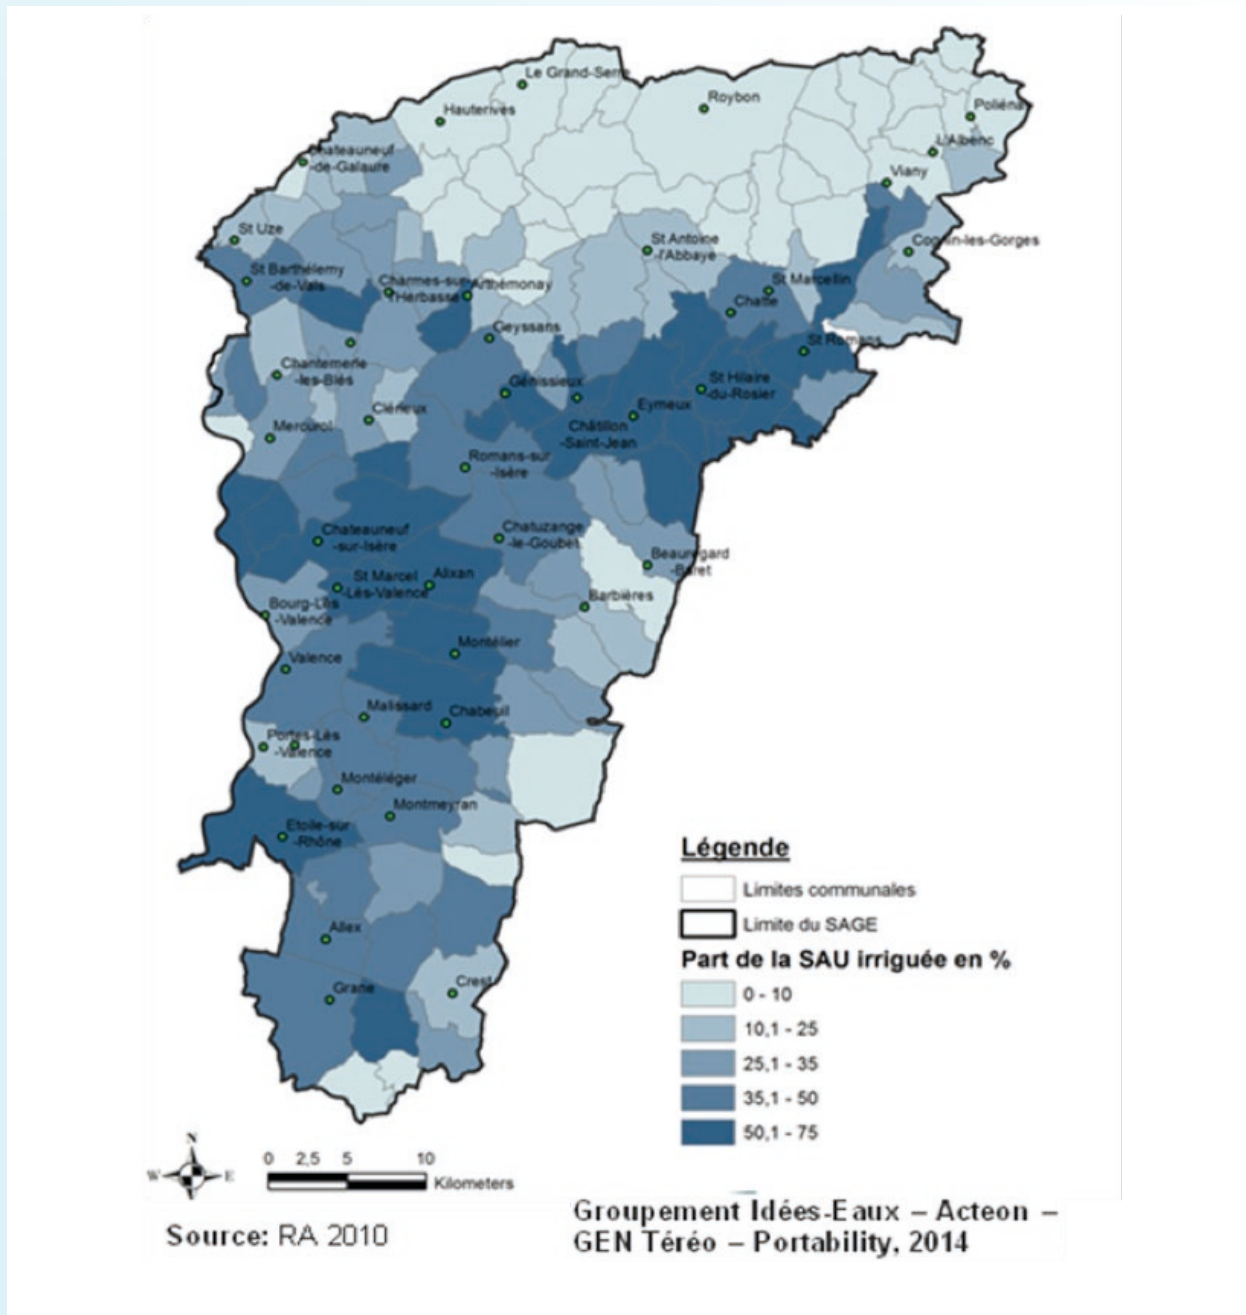 Le Grand-Serre
Hauterives
Roybon
Poliéna
L'Albenc
Chateauneuf
-de-Galaure
Viany
St Uze
St Antoine
-l'Abbaye
Cognin-les-Gorges
St Barthélemy
-de-Vals
Charmes-sur-
l'Herbasse
Arthémonay
St Marcellin
Chatte
Geyssans
St Romans
Chantemerle
-les-Blés
Génissieux
St Hilaire
-du-Rosier
Clérieux
Eymeux
Mercurol
Châtillon
-Saint-Jean
Romans-sur
-Isère
Chateauneuf
-sur-Isère
Chatuzange
-le-Goubet
Beauregard
-Baret
St Marcel
-Lès-Valence
Alixan
Bourg-Lès
-Valence
Barbières
Montélier
Valence
Malissard
Chabeuil
Portes-Lès
-Valence
Montéléger
Montmeyran
Etoile-sur
-Rhône
Allex
Grane
Crest
Légende
Limites communales
Limite du SAGE
Part de la SAU irriguée en %
0 - 10
10,1 - 25
25,1 - 35
35,1 - 50
50,1 - 75
N
W E
S
0 2,5 5 10
Kilometers
Source: RA 2010
Groupement Idées-Eaux – Acteon –
GEN Téréo – Portability, 2014